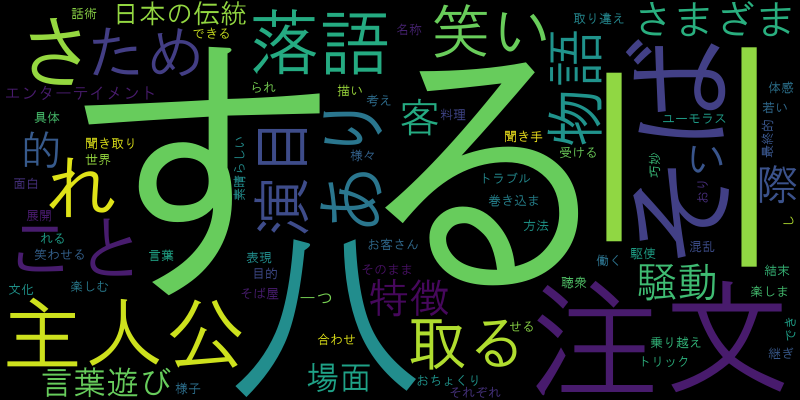 話術
日本の伝統
できる
さ
ため
落語
笑い
名称
取り違え
さまざま
エンターテイメント
られ
描い
考え
物語
そば
体感
若い
具体
的
聞き取り
世界
れ
する
演目
あり
様々
客
料理
聞き手
受ける
ユーモラス
最終的
素晴らしい
面白
展開
トラブル
巻き込ま
方法
ー
ー
い
巧妙
おり
際
し
こと
れる
笑わせる
言葉
表現
目的
お客さん
そのまま
働く
駆使
混乱
聴衆
結末
文化
楽しむ
そば屋
一つ
八
特徴
注文
騒動
楽しま
主人公
合わせ
取る
せる
乗り越え
トリック
でき
継ぎ
言葉遊び
様子
場面
おちょくり
それぞれ